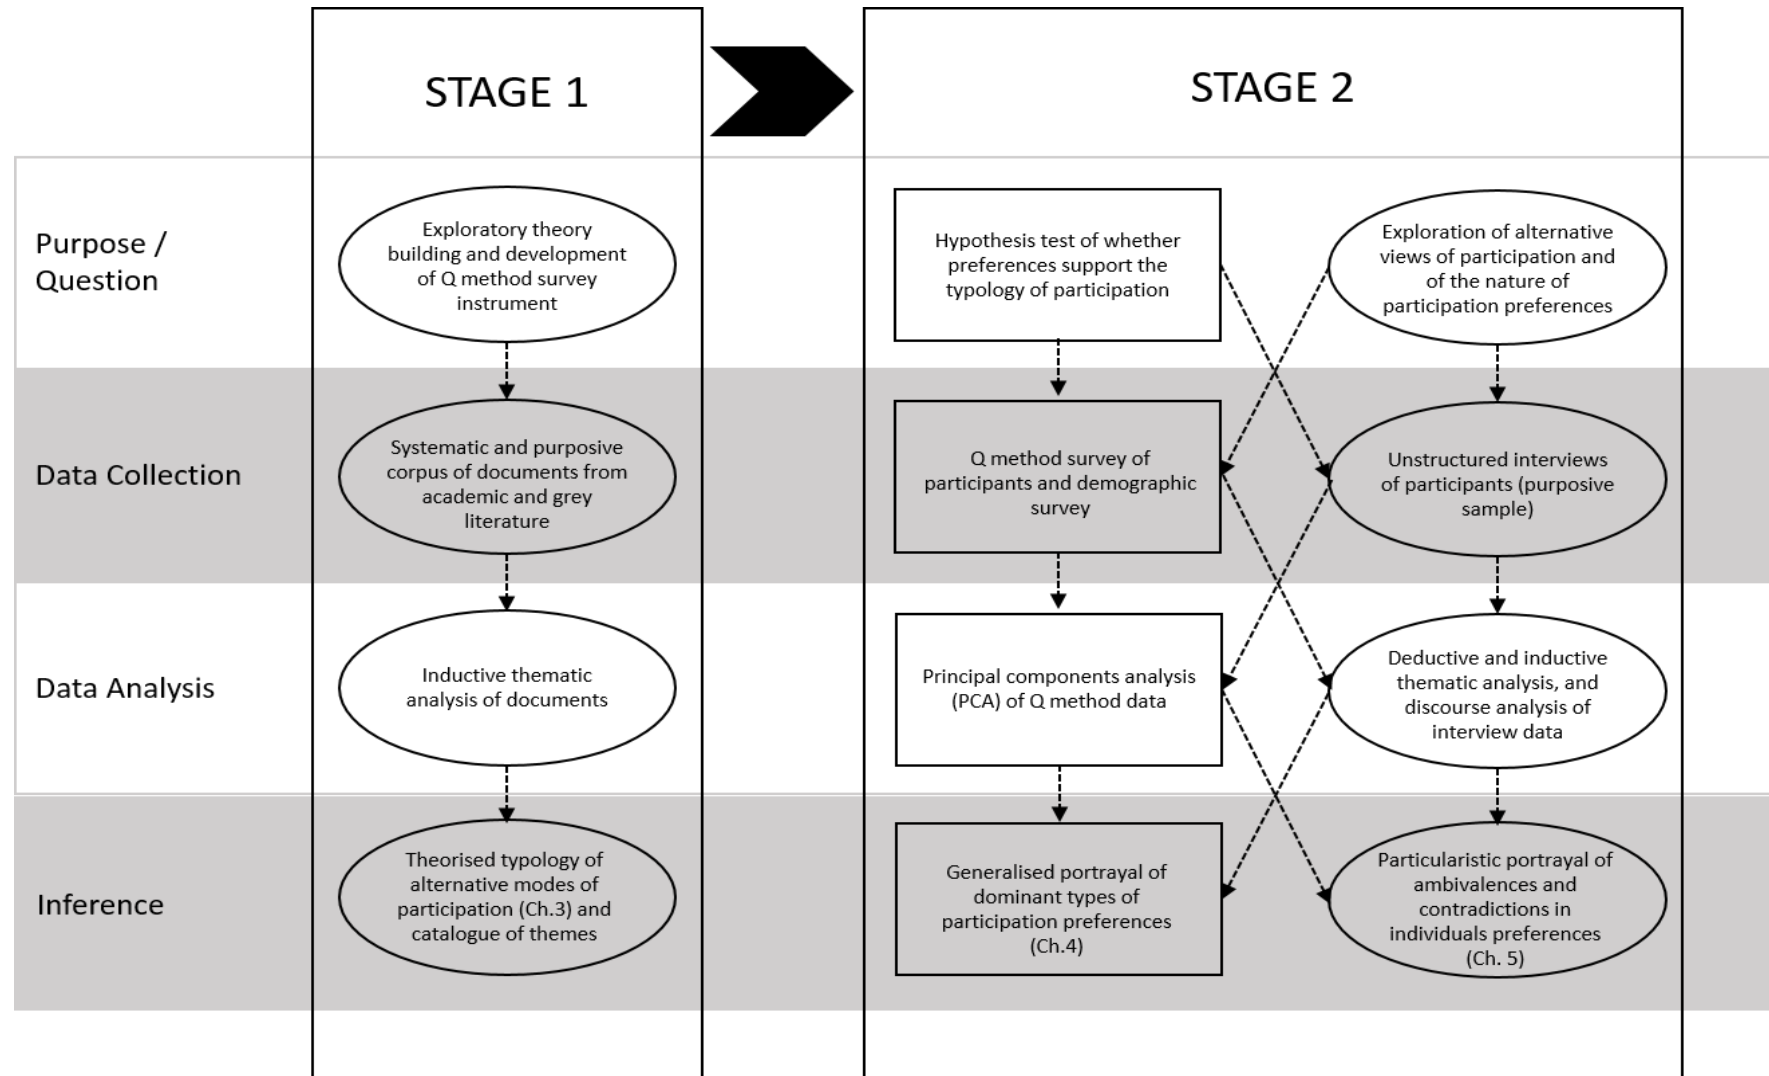 STAGE 1
STAGE 2
Purpose /
Question
Exploratory theory
building and development
of Q method survey
instrument
Hypothesis test of whether
preferences support the
typology of participation
Exploration of alternative
views of participation and
of the nature of
participation preferences
Data Collection
Systematic and purposive
corpus of documents from
academic and grey
literature
Q method survey of
participants and demographic
survey
Unstructured interviews
of participants (purposive
sample)
Data Analysis
Inductive thematic
analysis of documents
Principal components analysis
(PCA) of Q method data
Deductive and inductive
thematic analysis, and
discourse analysis of
interview data
Inference
Theorised typology of
alternative modes of
participation (Ch.3) and
catalogue of themes
Generalised portrayal of
dominant types of
participation preferences
(Ch.4)
Particularistic portrayal of
ambivalences and
contradictions in
individuals preferences
(Ch. 5)